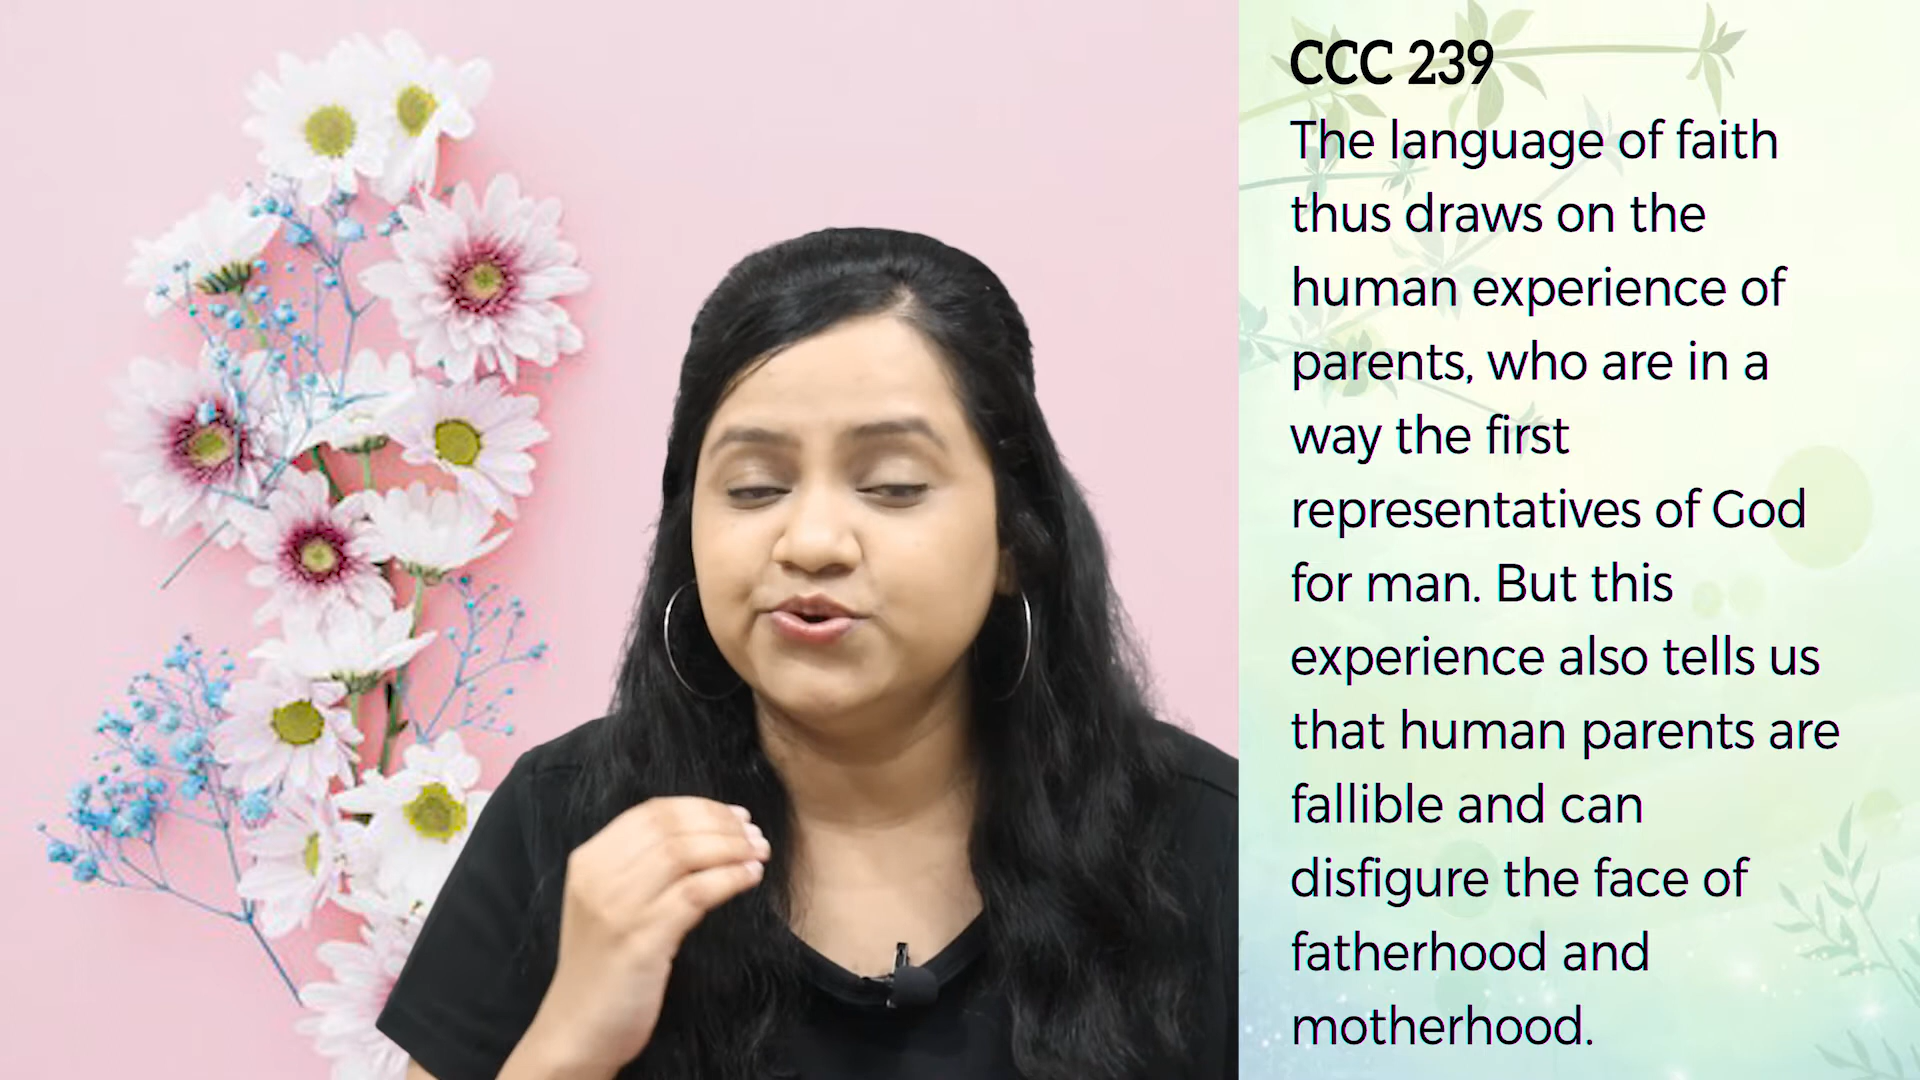 CCC 239
The language of faith
thus draws on the
human experience of
parents, who are in a
way the first
representatives of God
for man. But this
experience also tells us
that human parents are
fallible and can
disfigure the face of
fatherhood and
motherhood.